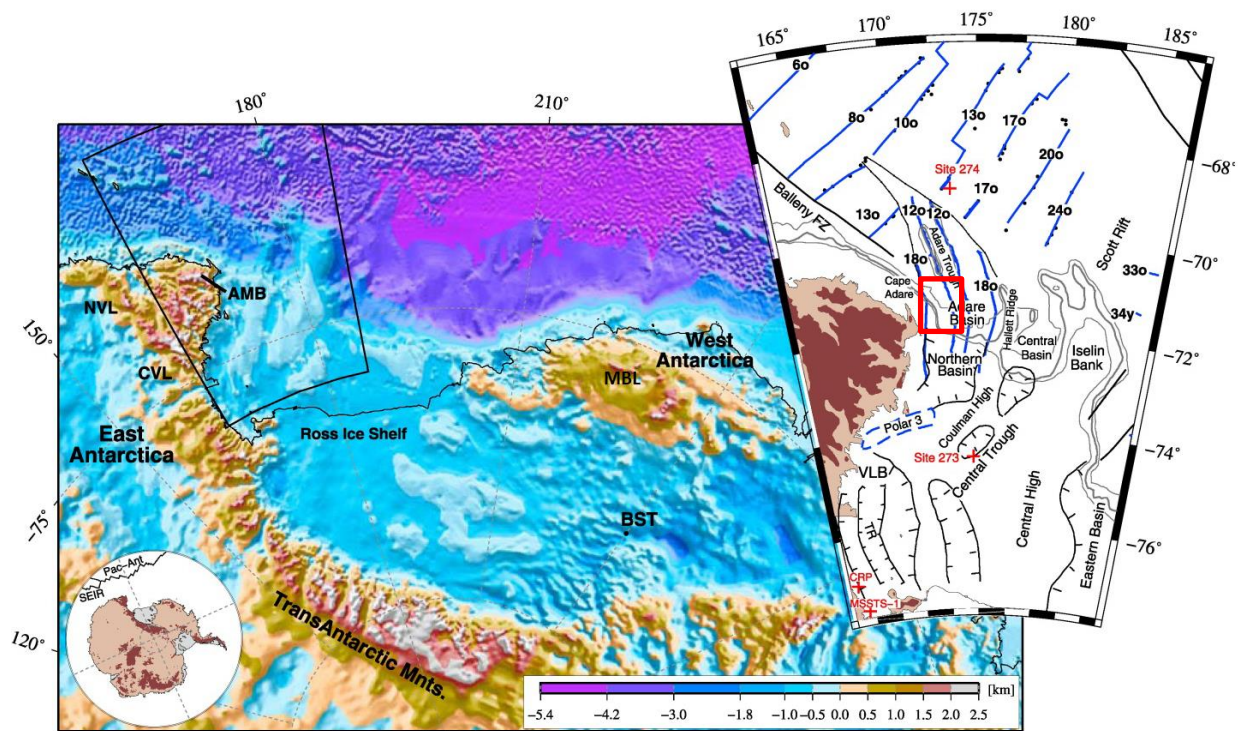 165°
170°
175°
180°
185°
6o
8o
10o
13o
17o
20o
24o
Site 274
17o
−68°
Balleny FZ
13o
12o
12o
Adare Trough
18o
18o
Scott Rift
33o
34y
−70°
Cape
Adare
Adare
Basin
Hallett Ridge
Central
Basin
Iselin
Bank
−72°
Northern
Basin
Polar 3
Coulman High
−74°
Site 273
Central Trough
VLB
TR
Central High
Eastern Basin
−76°
CRP
MSSTS-1
180°
210°
NVL
AMB
150°
CVL
West
Antarctica
MBL
East
Antarctica
Ross Ice Shelf
−75°
BST
TransAntarctic Mnts.
120°
Pac-Ant
SEIR
[km]
−5.4
−4.2
−3.0
−1.8
−1.0
−0.5
0.0
0.5
1.0
1.5
2.0
2.5